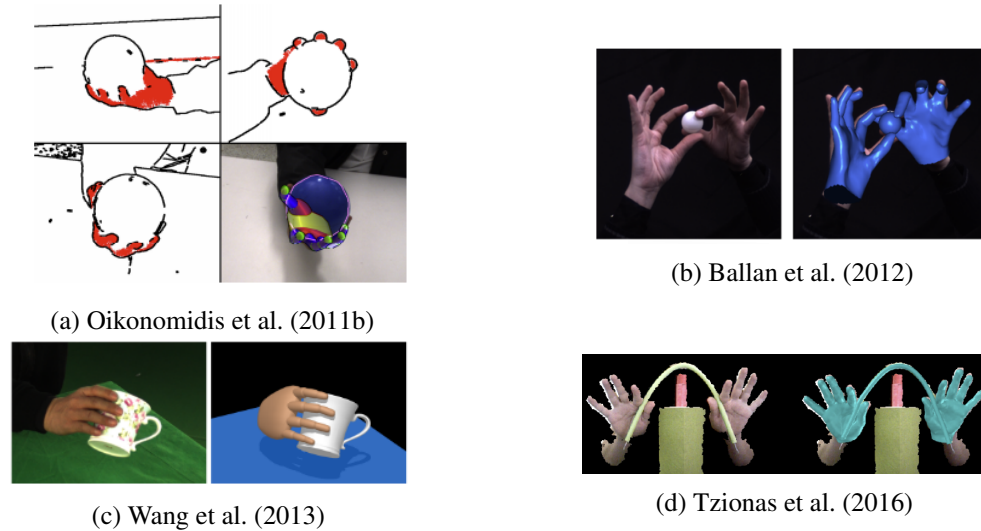 (a) Oikonomidis et al. (2011b)
(b) Ballan et al. (2012)
(c) Wang et al. (2013)
(d) Tzionas et al. (2016)